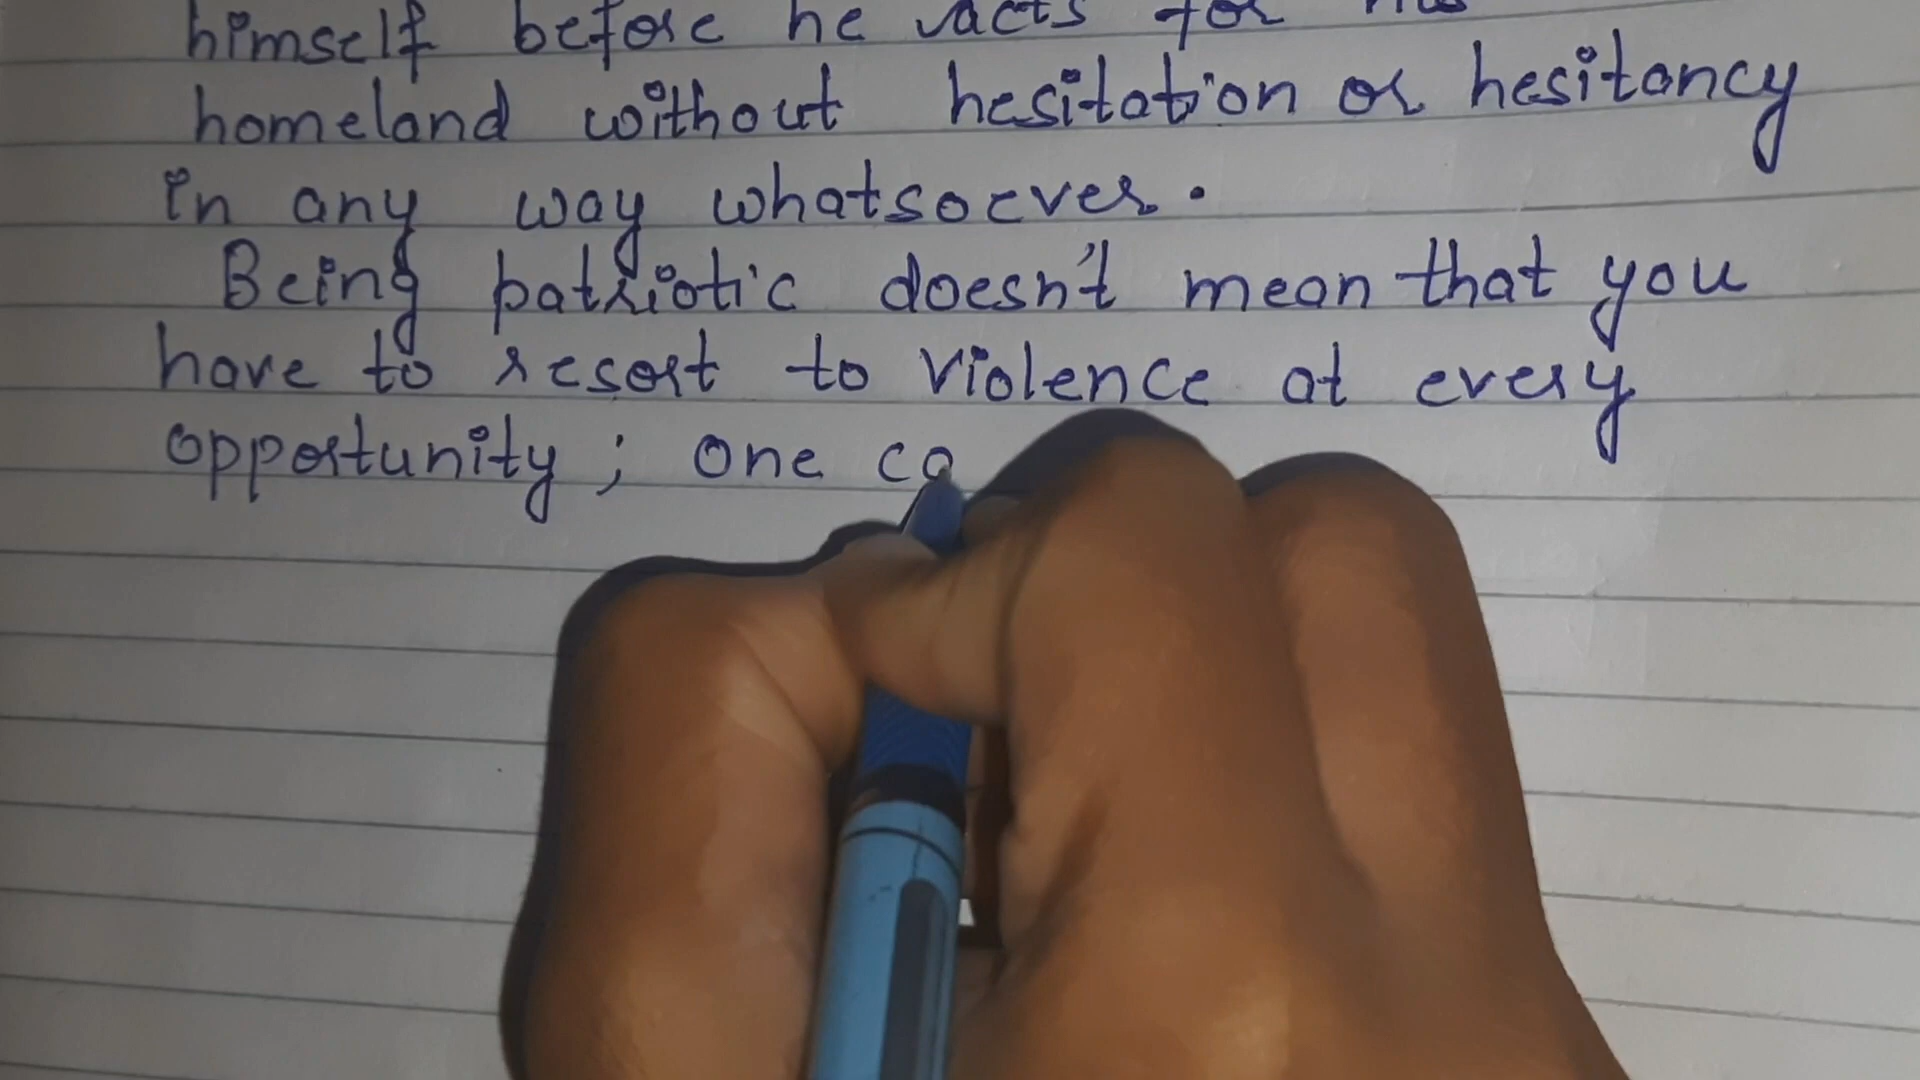 himself before he acts for his
homeland without hesitation or hesitancy
in any way whatsoever.
Being patriotic doesn't mean that you
have to resort to violence at every
opportunity; one ca